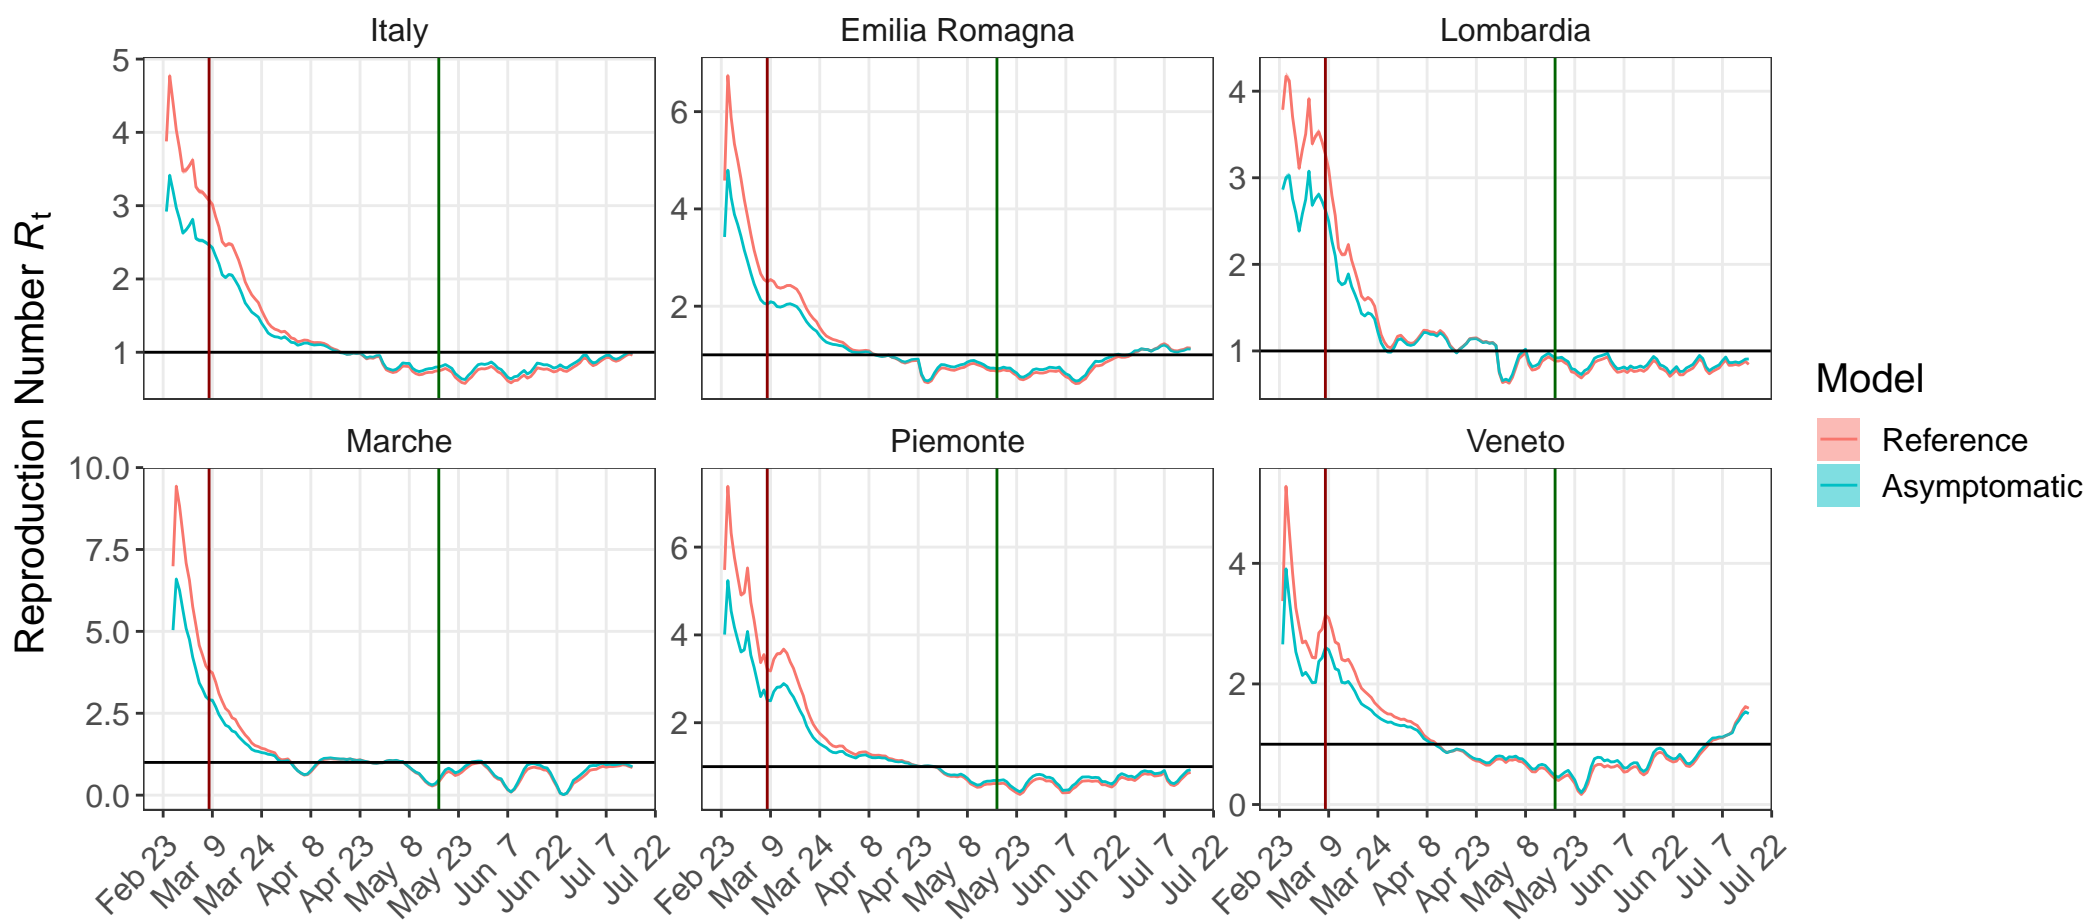 Italy
Emilia Romagna
Lombardia
5
4
3
2
1
6
4
2
4
3
2
1
Reproduction Number Rt
Marche
Piemonte
Veneto
10.0
7.5
5.0
2.5
0.0
6
4
2
4
2
0
Feb 23
Mar 9
Mar 24
Apr 8
Apr 23
May 8
May 23
Jun 7
Jun 22
Jul 7
Jul 22
Feb 23
Mar 9
Mar 24
Apr 8
Apr 23
May 8
May 23
Jun 7
Jun 22
Jul 7
Jul 22
Feb 23
Mar 9
Mar 24
Apr 8
Apr 23
May 8
May 23
Jun 7
Jun 22
Jul 7
Jul 22
Model
Reference
Asymptomatic